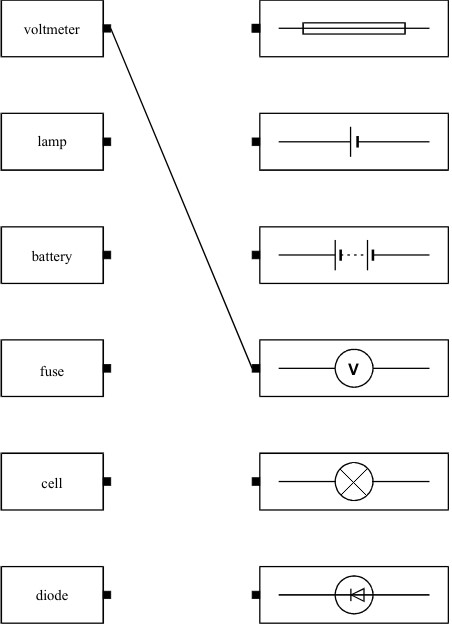 voltmeter
lamp
battery
fuse
V
cell
diode